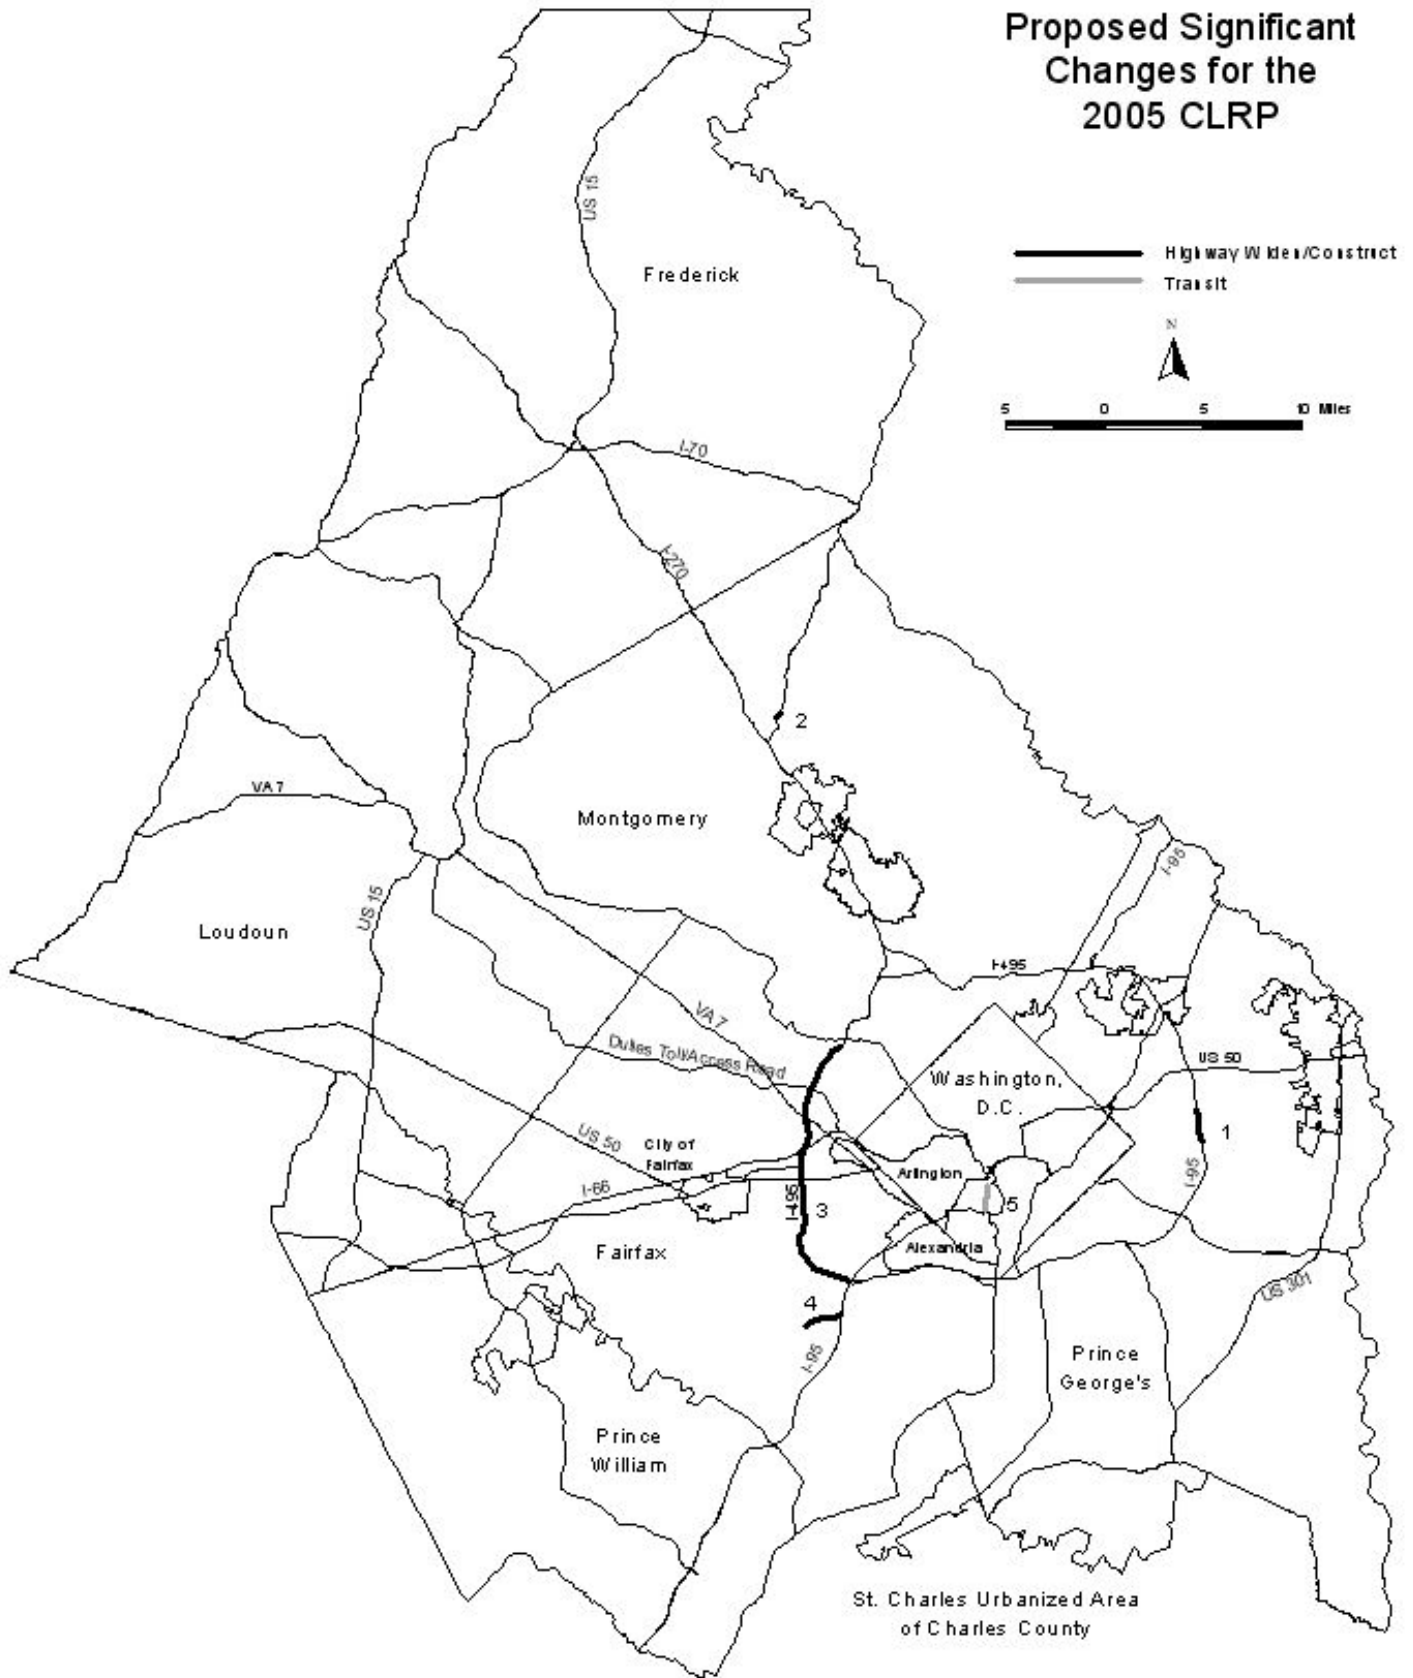 Proposed Significant
Changes for the
2005 CLRP
Highway Widen/Construct
Transit
N
5 0 5 10 Miles
US 15
Frederick
I-70
I-270
2
VA 7
Montgomery
I-95
US 15
Loudoun
I-495
VA 7
Dulles Toll/Access Road
US 50
Washington,
D.C.
US 50
City of
Fairfax
1
Arlington
I-66
I-495
3
5
I-95
Fairfax
Alexandria
US 301
4
I-95
Prince
George's
Prince
William
St. Charles Urbanized Area
of Charles County